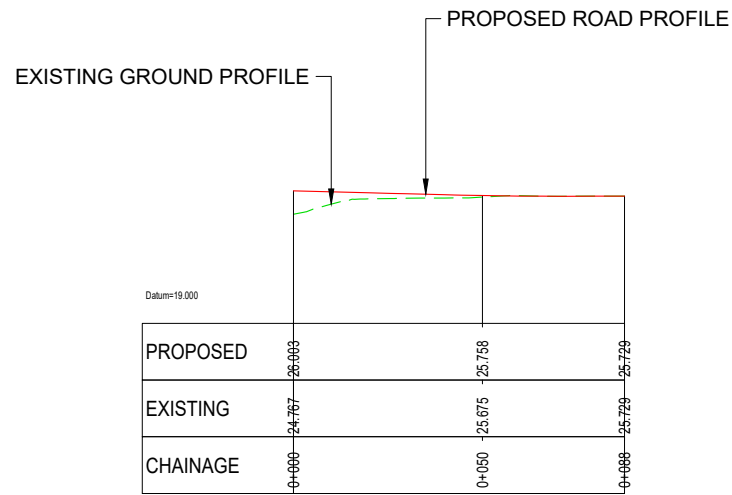 PROPOSED ROAD PROFILE
EXISTING GROUND PROFILE
Datum=19.000
PROPOSED 26.003 25.758 25.729
EXISTING 24.767 25.675 25.729
CHAINAGE 0+000 0+050 0+088